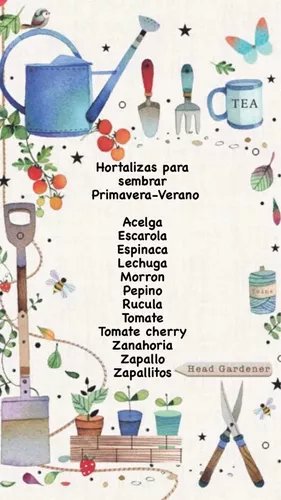 TEA
Hortalizas para
sembrar
Primavera-Verano
Acelga
Escarola
Espinaca
Lechuga
Morron
Pepino
Rucula
Tomate
Tomate cherry
Zanahoria
Zapallo
Zapallitos
Head Gardener